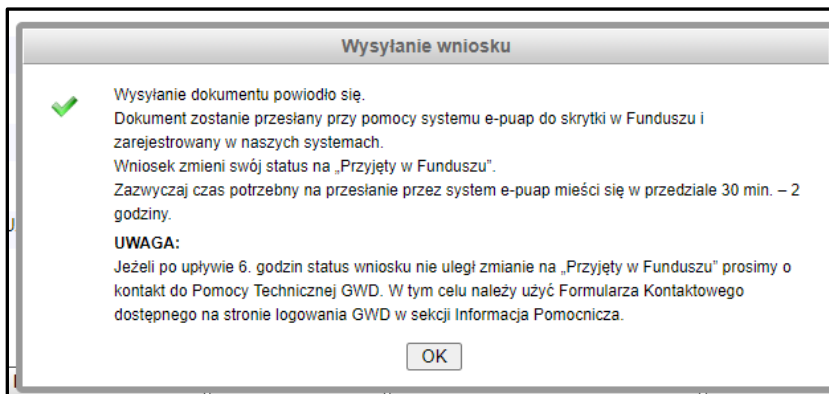 Wysyłanie wniosku
Wysyłanie dokumentu powiodło się.
Dokument zostanie przesłany przy pomocy systemu e-puap do skrytki w Funduszu i
zarejestrowany w naszych systemach.
Wniosek zmieni swój status na „Przyjęty w Funduszu”.
Zazwyczaj czas potrzebny na przesłanie przez system e-puap mieści się w przedziale 30 min. – 2
godziny.
UWAGA:
Jeżeli po upływie 6. godzin status wniosku nie uległ zmianie na „Przyjęty w Funduszu” prosimy o
kontakt do Pomocy Technicznej GWD. W tym celu należy użyć Formularza Kontaktowego
dostępnego na stronie logowania GWD w sekcji Informacja Pomocnicza.
OK